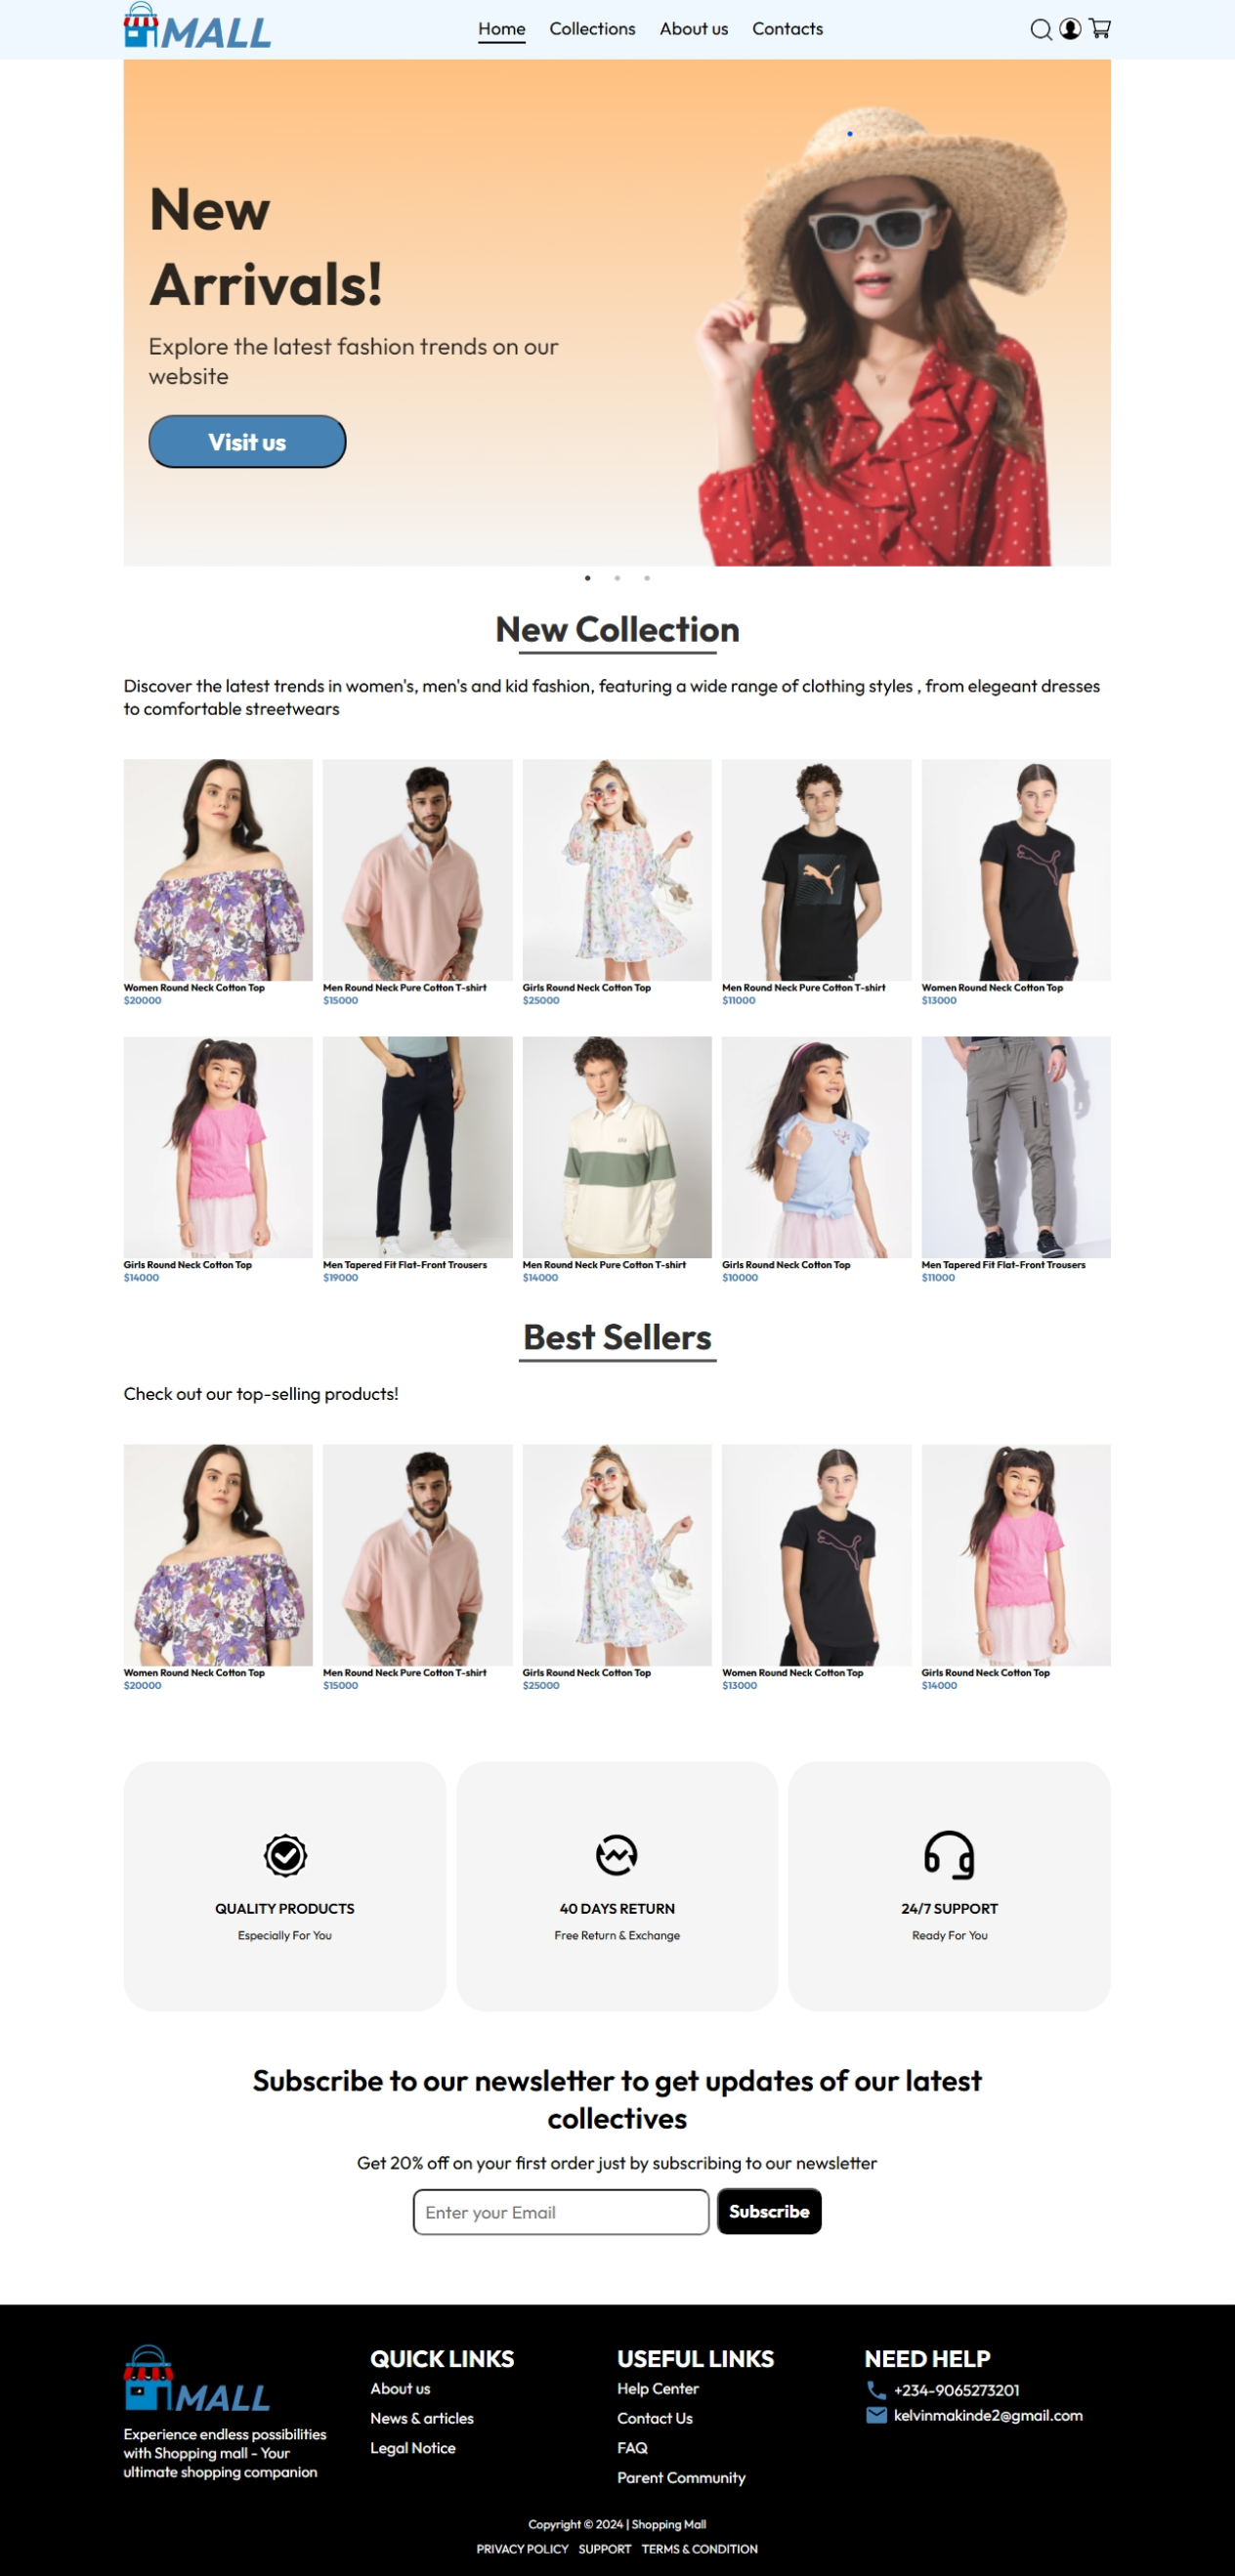 MALL
Home Collections About us Contacts
New
Arrivals!
Explore the latest fashion trends on our
website
Visit us
New Collection
Discover the latest trends in women's, men's and kid fashion, featuring a wide range of clothing styles , from elegeant dresses
to comfortable streetwears
Women Round Neck Cotton Top
$20000
Men Round Neck Pure Cotton T-shirt
$15000
Girls Round Neck Cotton Top
$25000
Men Round Neck Pure Cotton T-shirt
$11000
Women Round Neck Cotton Top
$13000
Girls Round Neck Cotton Top
$14000
Men Tapered Fit Flat-Front Trousers
$19000
Men Round Neck Pure Cotton T-shirt
$14000
Girls Round Neck Cotton Top
$10000
Men Tapered Fit Flat-Front Trousers
$11000
Best Sellers
Check out our top-selling products!
Women Round Neck Cotton Top
$20000
Men Round Neck Pure Cotton T-shirt
$15000
Girls Round Neck Cotton Top
$25000
Women Round Neck Cotton Top
$13000
Girls Round Neck Cotton Top
$14000
QUALITY PRODUCTS
Especially For You
40 DAYS RETURN
Free Return & Exchange
24/7 SUPPORT
Ready For You
Subscribe to our newsletter to get updates of our latest
collectives
Get 20% off on your first order just by subscribing to our newsletter
Enter your Email
Subscribe
MALL
Experience endless possibilities
with Shopping mall - Your
ultimate shopping companion
QUICK LINKS
About us
News & articles
Legal Notice
USEFUL LINKS
Help Center
Contact Us
FAQ
Parent Community
NEED HELP
+234-9065273201
kelvinmakinde2@gmail.com
Copyright © 2024 | Shopping Mall
PRIVACY POLICY SUPPORT TERMS & CONDITION